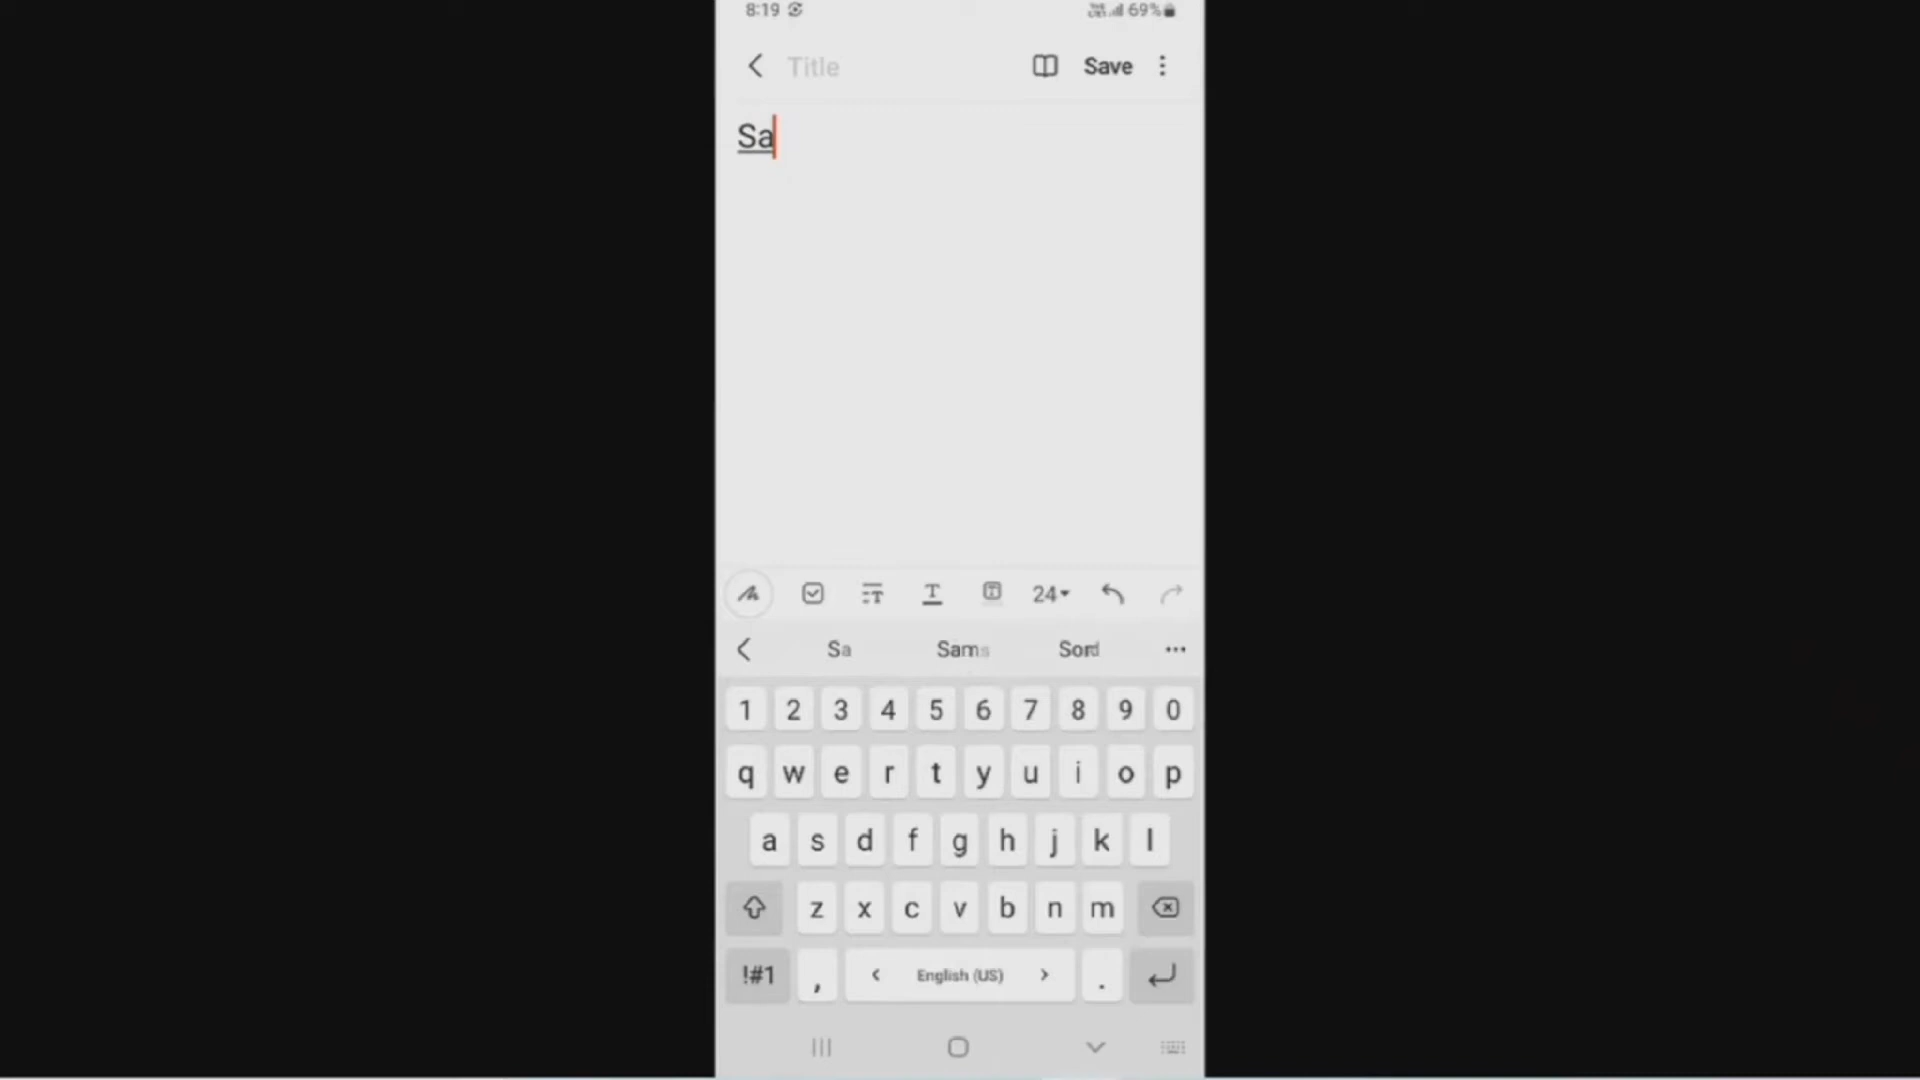 8:19 69%
Title Save
Sa
24
Sa Sams Sord
1 2 3 4 5 6 7 8 9 0
q w e r t y u i o p
a s d f g h j k l
z x c v b n m
!#1 , < English (US) > .